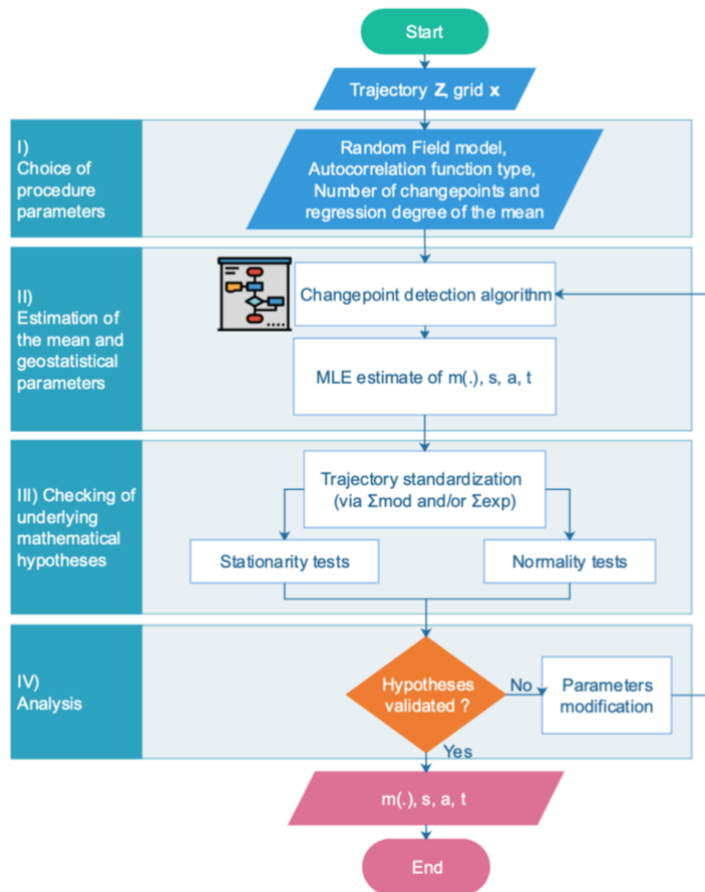 Start
Trajectory Z, grid x
I)
Choice of
procedure
parameters
Random Field model,
Autocorrelation function type,
Number of changepoints and
regression degree of the mean
II)
Estimation of
the mean and
geostatistical
parameters
Changepoint detection algorithm
MLE estimate of m(.), s, a, t
III) Checking of
underlying
mathematical
hypotheses
Trajectory standardization
(via Σmod and/or Σexp)
Stationarity tests
Normality tests
IV)
Analysis
Hypotheses
validated ?
No
Parameters
modification
Yes
m(.), s, a, t
End